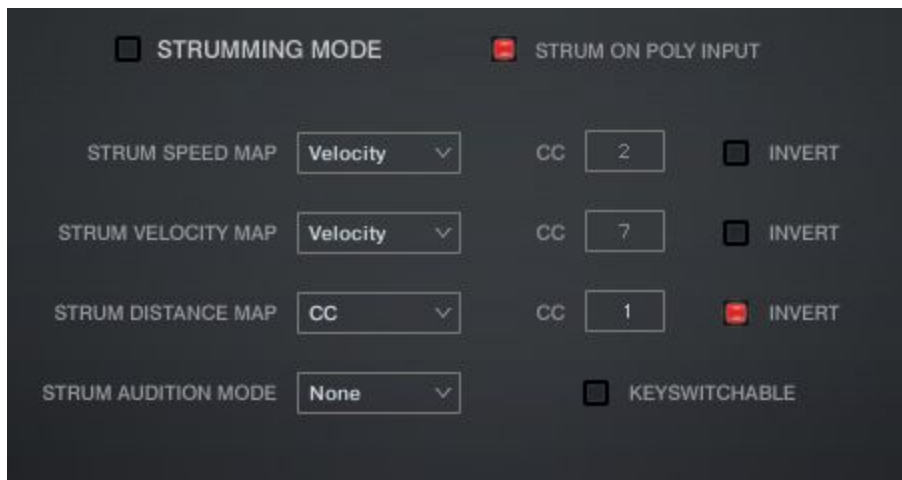 STRUMMING MODE STRUM ON POLY INPUT
STRUM SPEED MAP Velocity CC 2 INVERT
STRUM VELOCITY MAP Velocity CC 7 INVERT
STRUM DISTANCE MAP CC CC 1 INVERT
STRUM AUDITION MODE None KEYSWITCHABLE